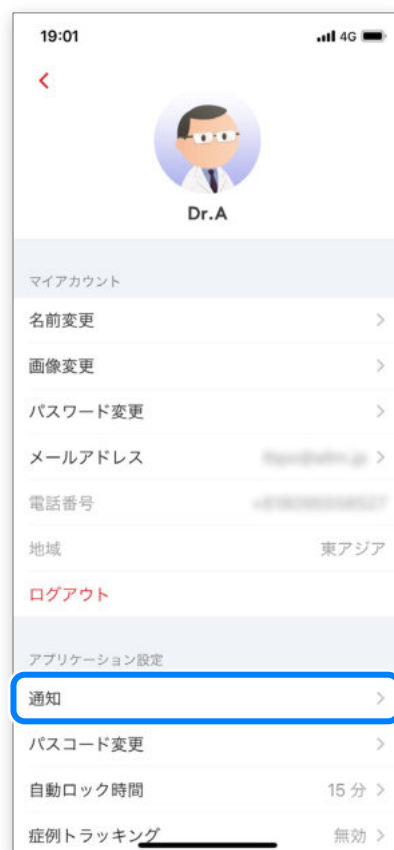 19:01 4G
Dr.A
マイアカウント
名前変更
画像変更
パスワード変更
メールアドレス
電話番号
地域 東アジア
ログアウト
アプリケーション設定
通知
パスコード変更
自動ロック時間 15 分
症例トラッキング 無効